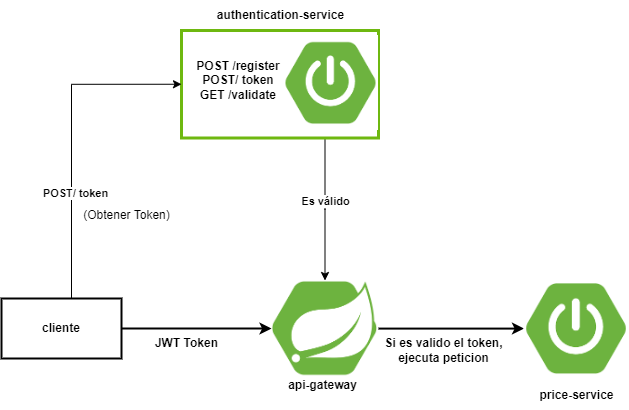 authentication-service
POST /register
POST/ token
GET /validate
POST/ token
(Obtener Token)
Es válido
cliente
JWT Token
Si es valido el token,
ejecuta peticion
api-gateway
price-service